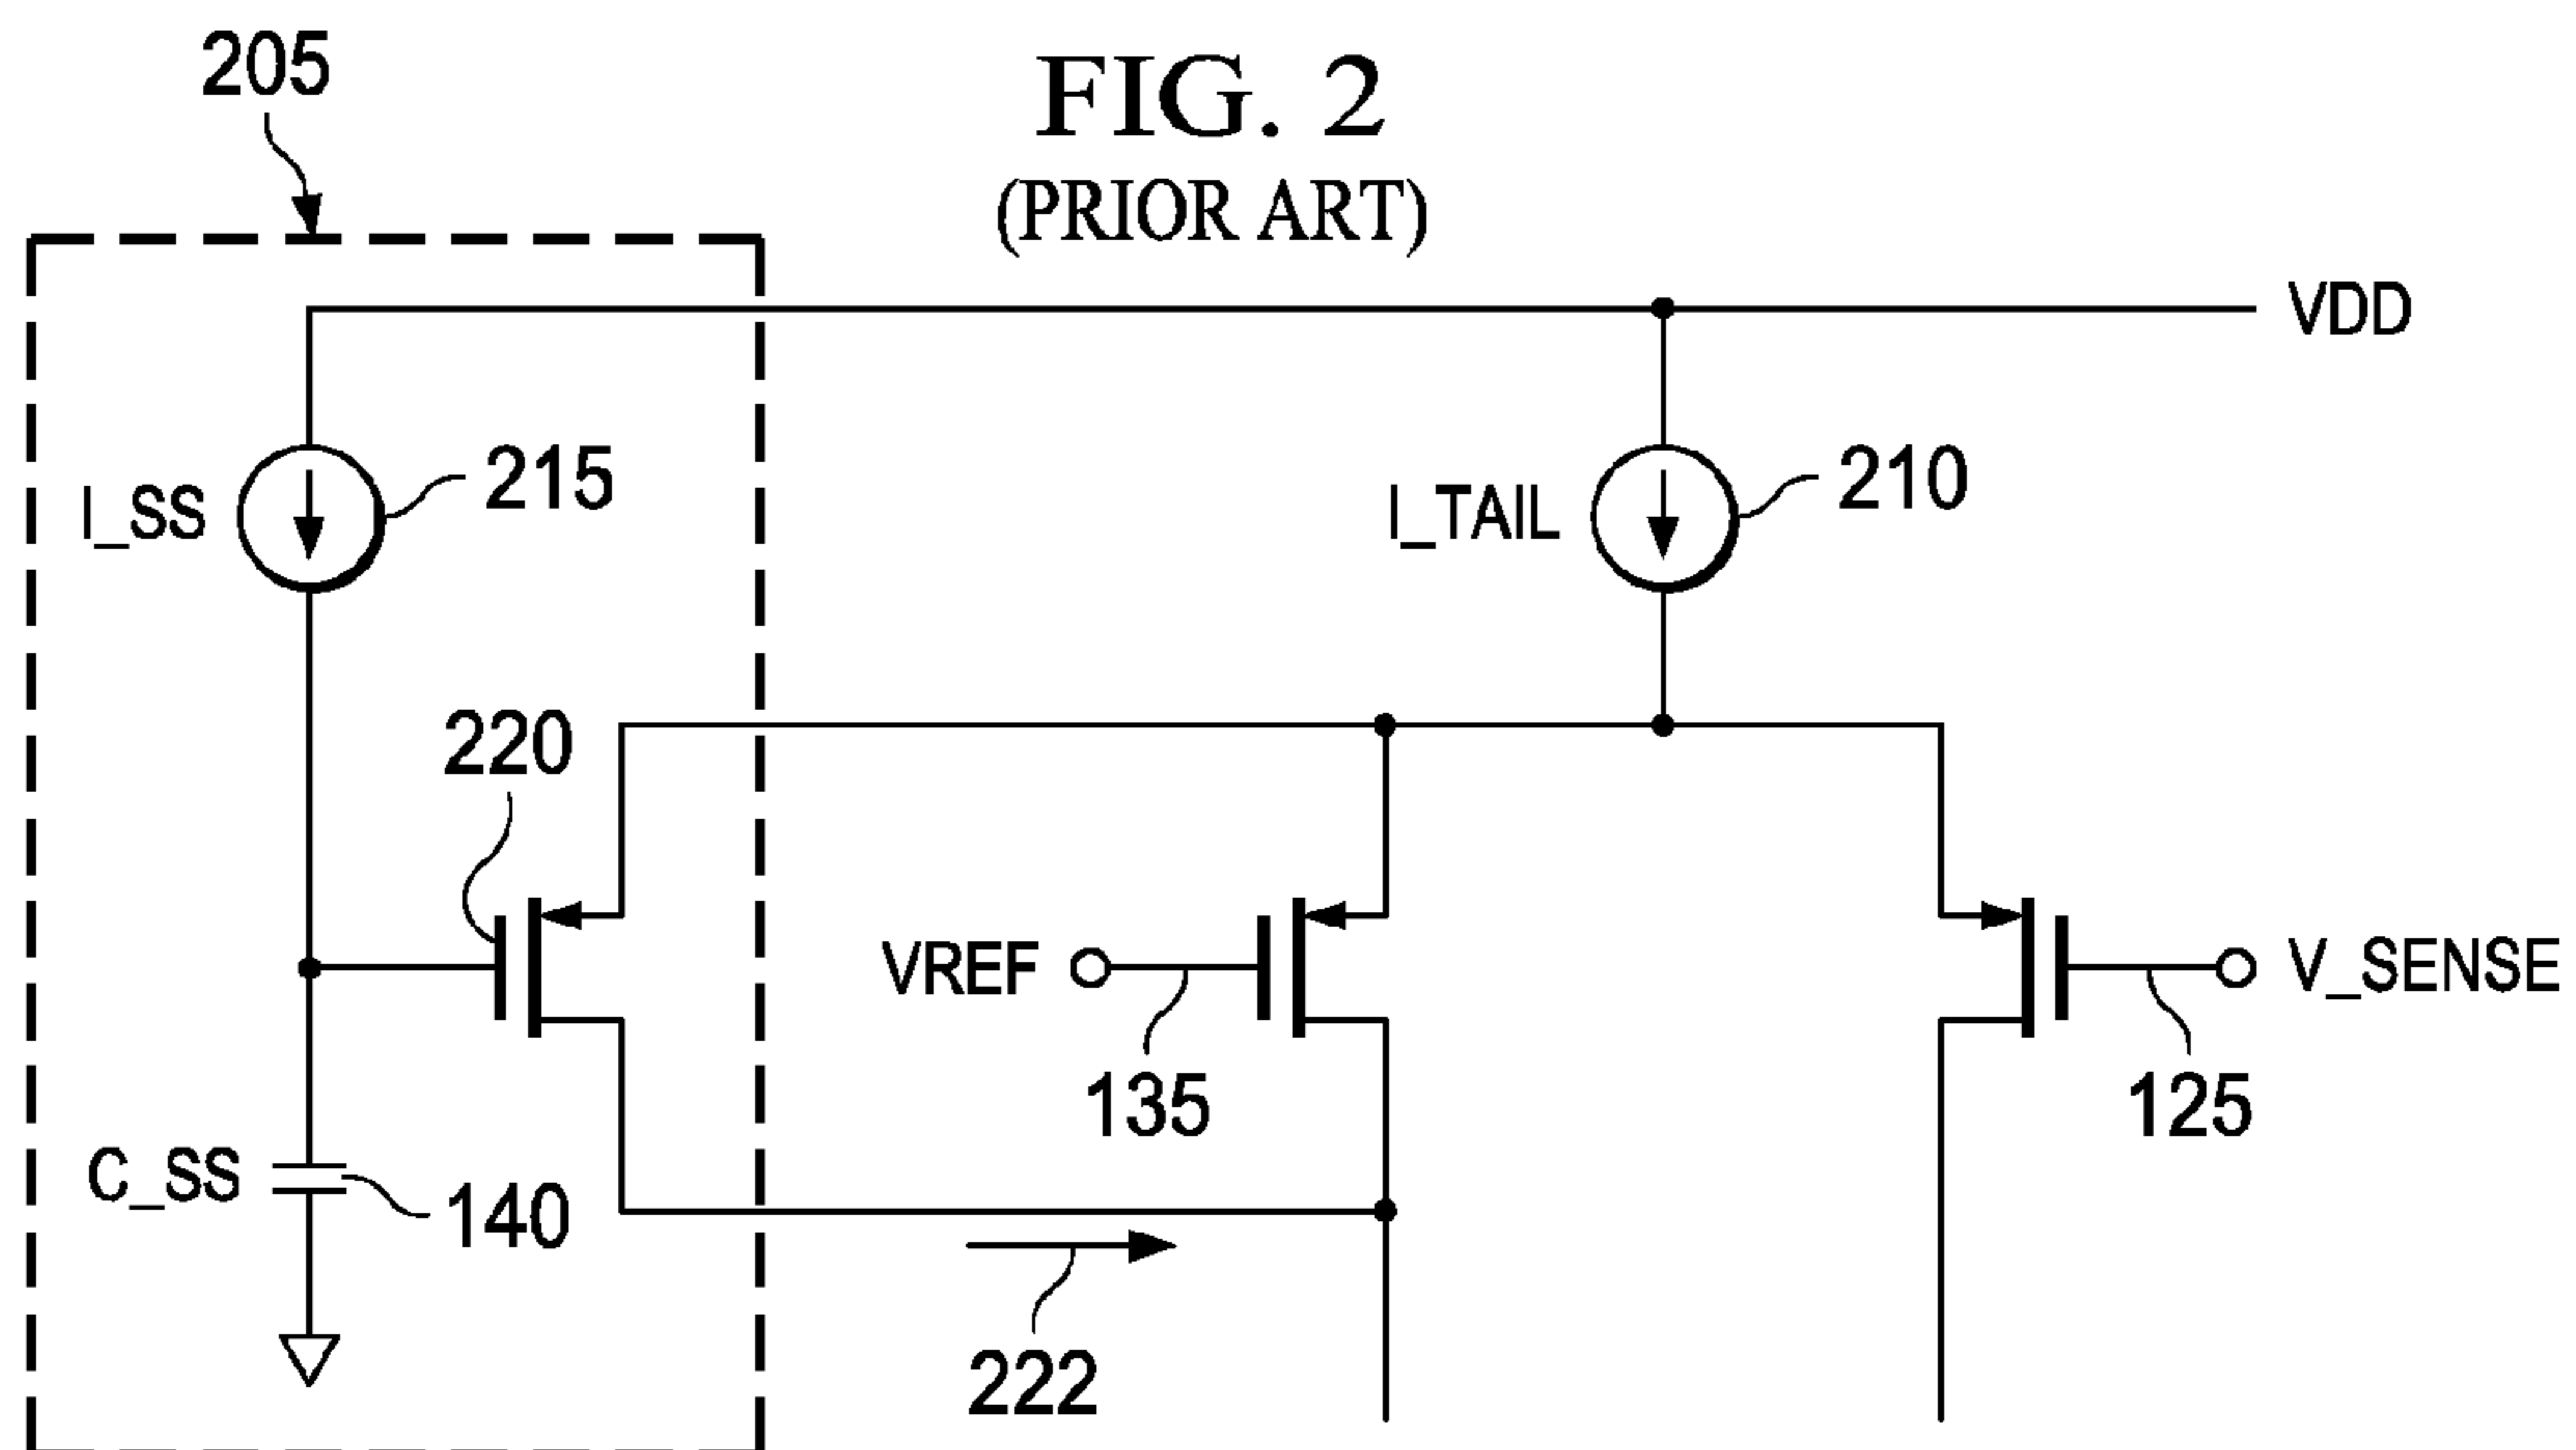 205
FIG. 2
(PRIOR ART)
VDD
I_SS
215
I_TAIL
210
220
VREF
V_SENSE
135
125
C_SS
140
222